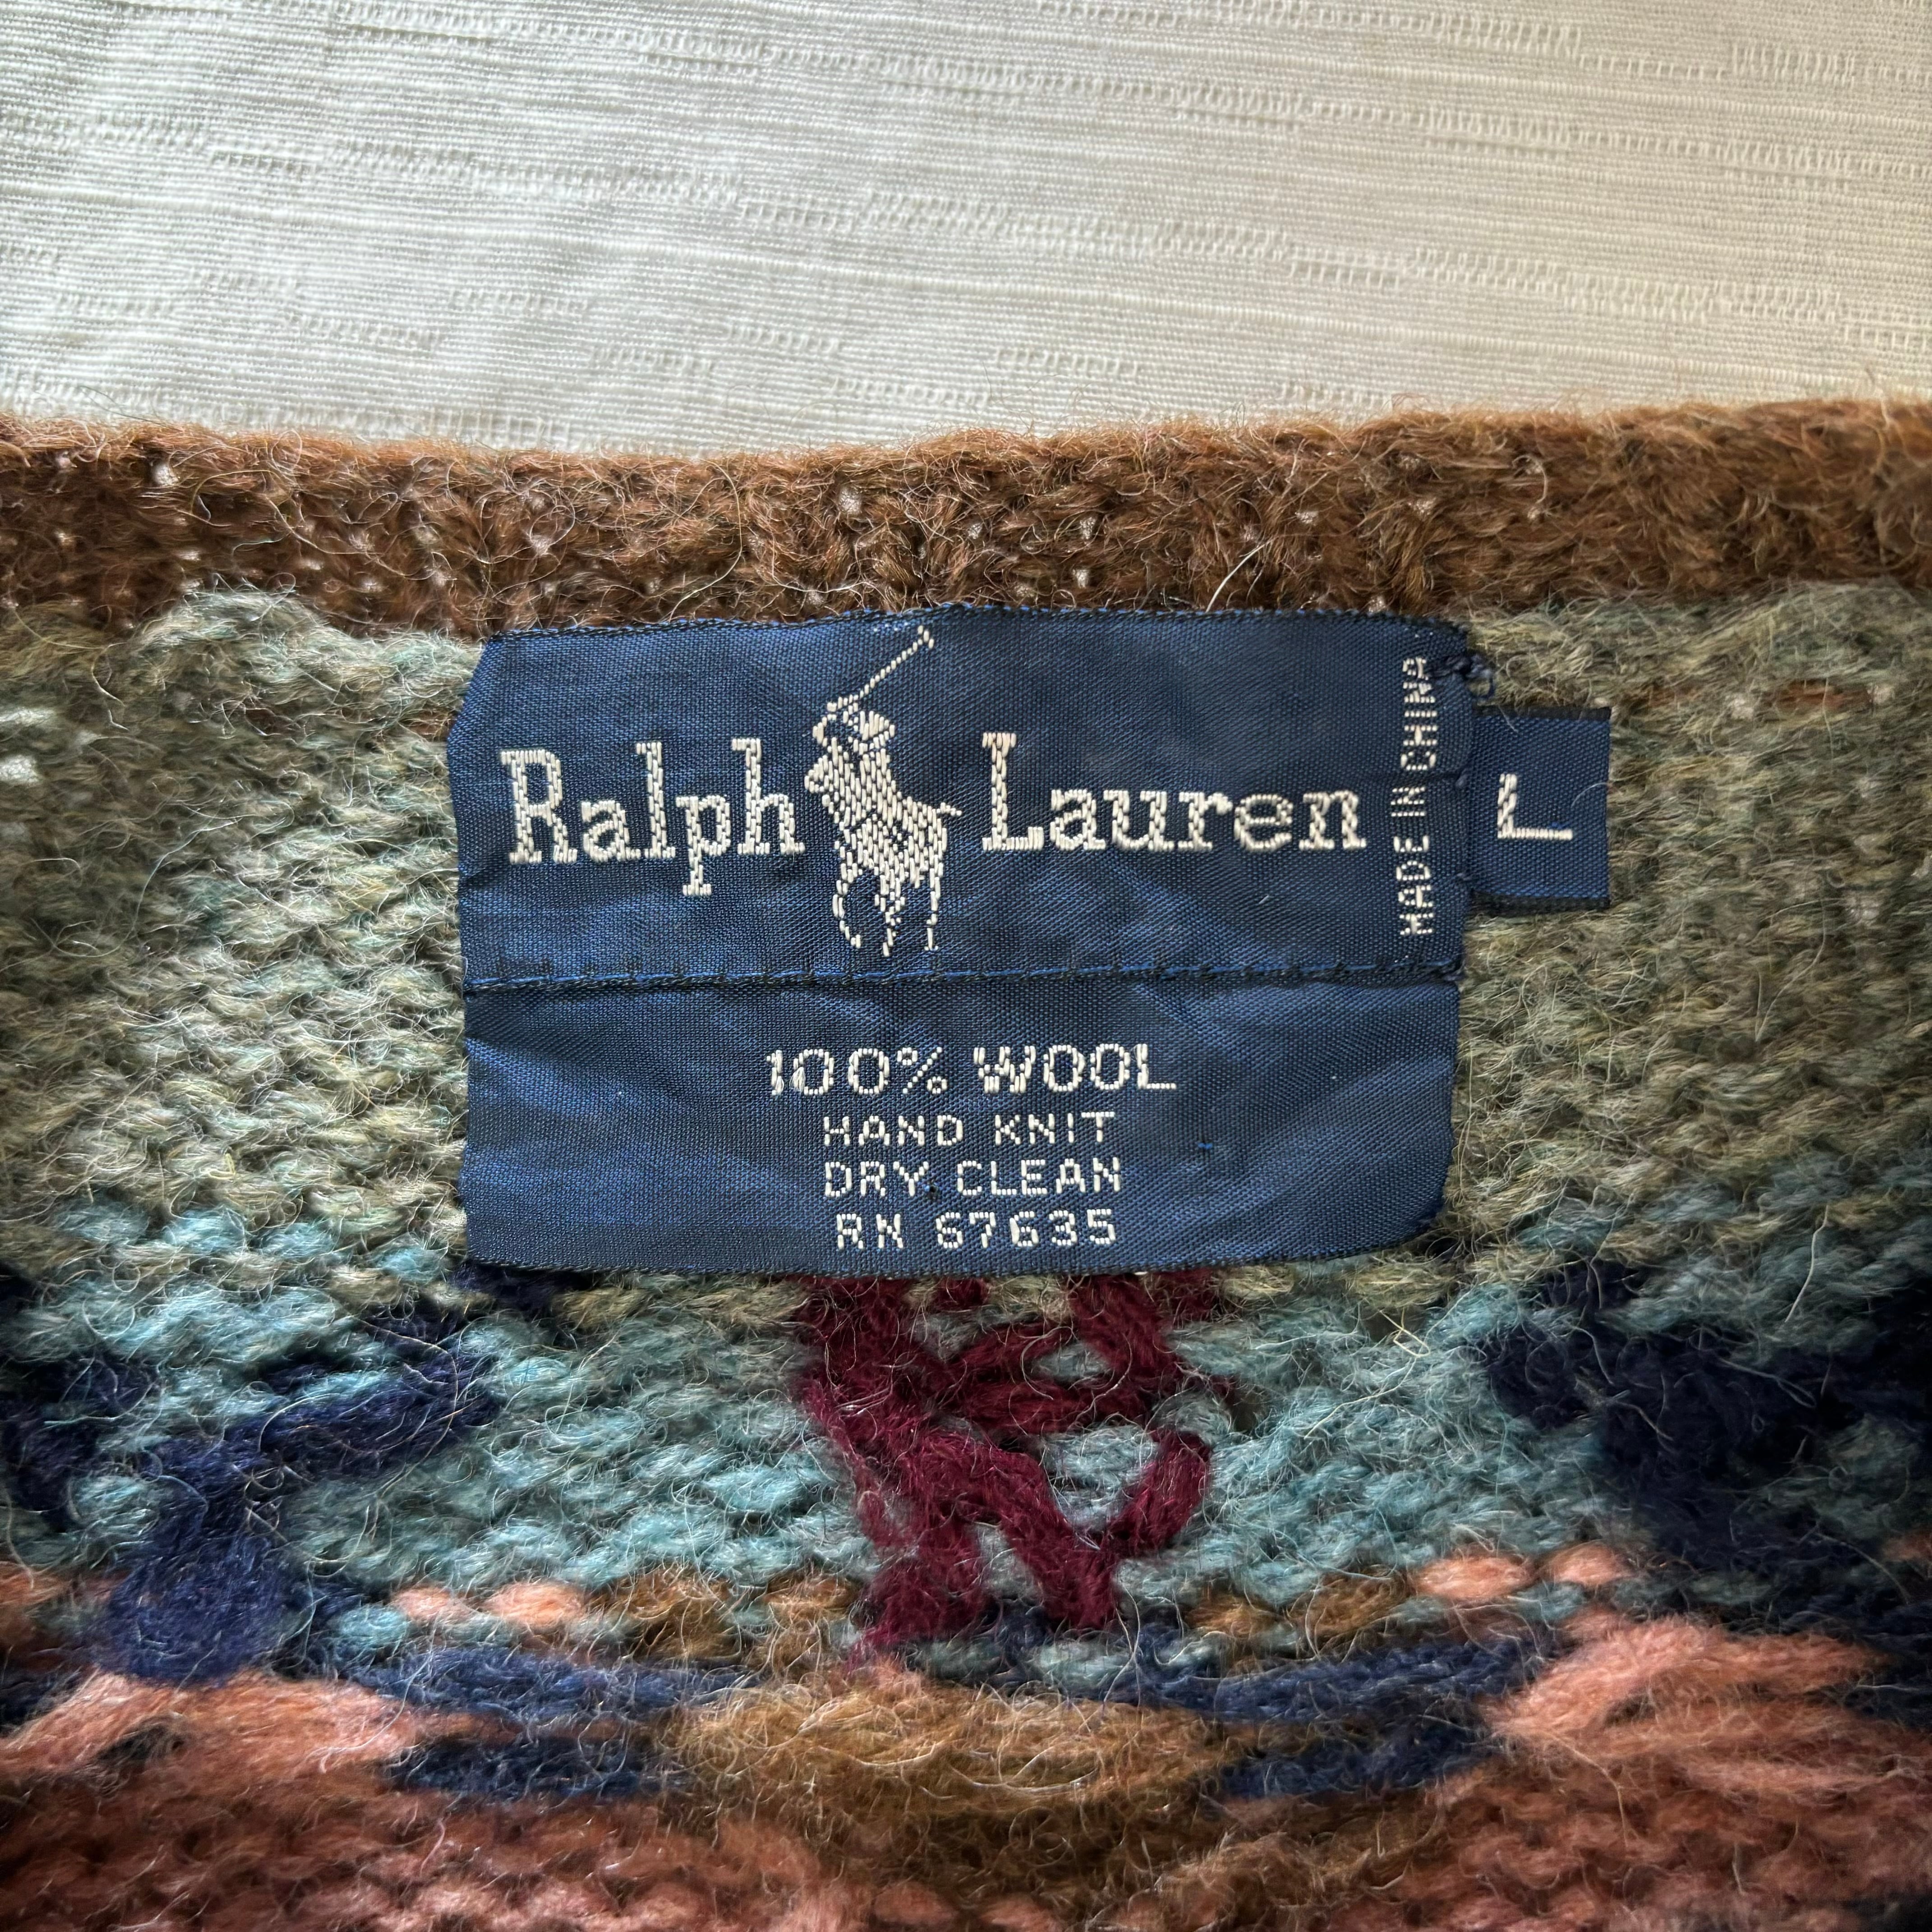 Ralph Lauren
MADE IN CHINA
L
100% WOOL
HAND KNIT
DRY CLEAN
RN 67635